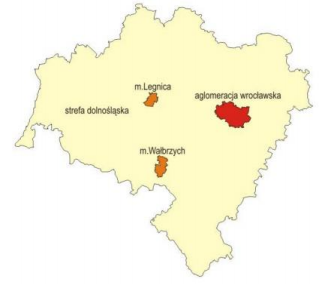 m.Legnica
aglomeracja wrocławska
strefa dolnośląska
m.Wałbrzych